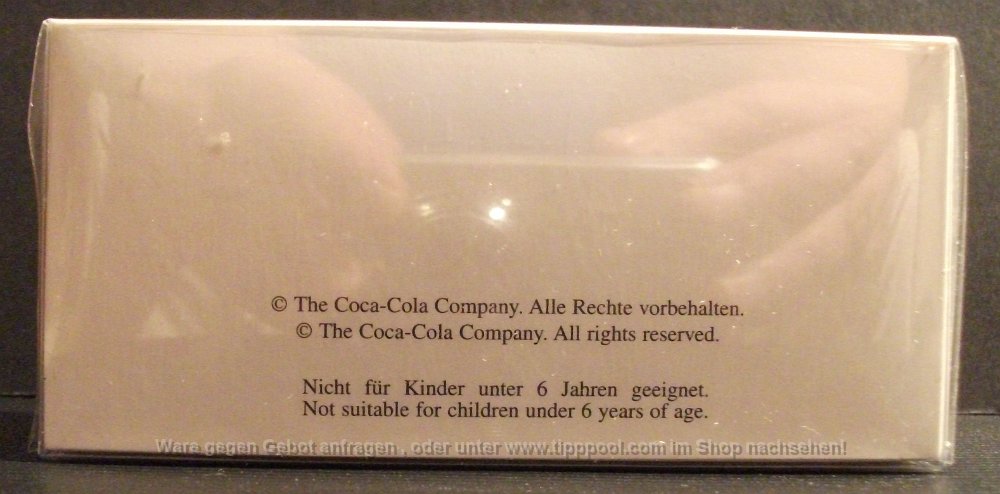 © The Coca-Cola Company. Alle Rechte vorbehalten.
© The Coca-Cola Company. All rights reserved.
Nicht für Kinder unter 6 Jahren geeignet.
Not suitable for children under 6 years of age.
Ware gegen Gebot anfragen , oder unter www.tipppool.com im Shop nachsehen!